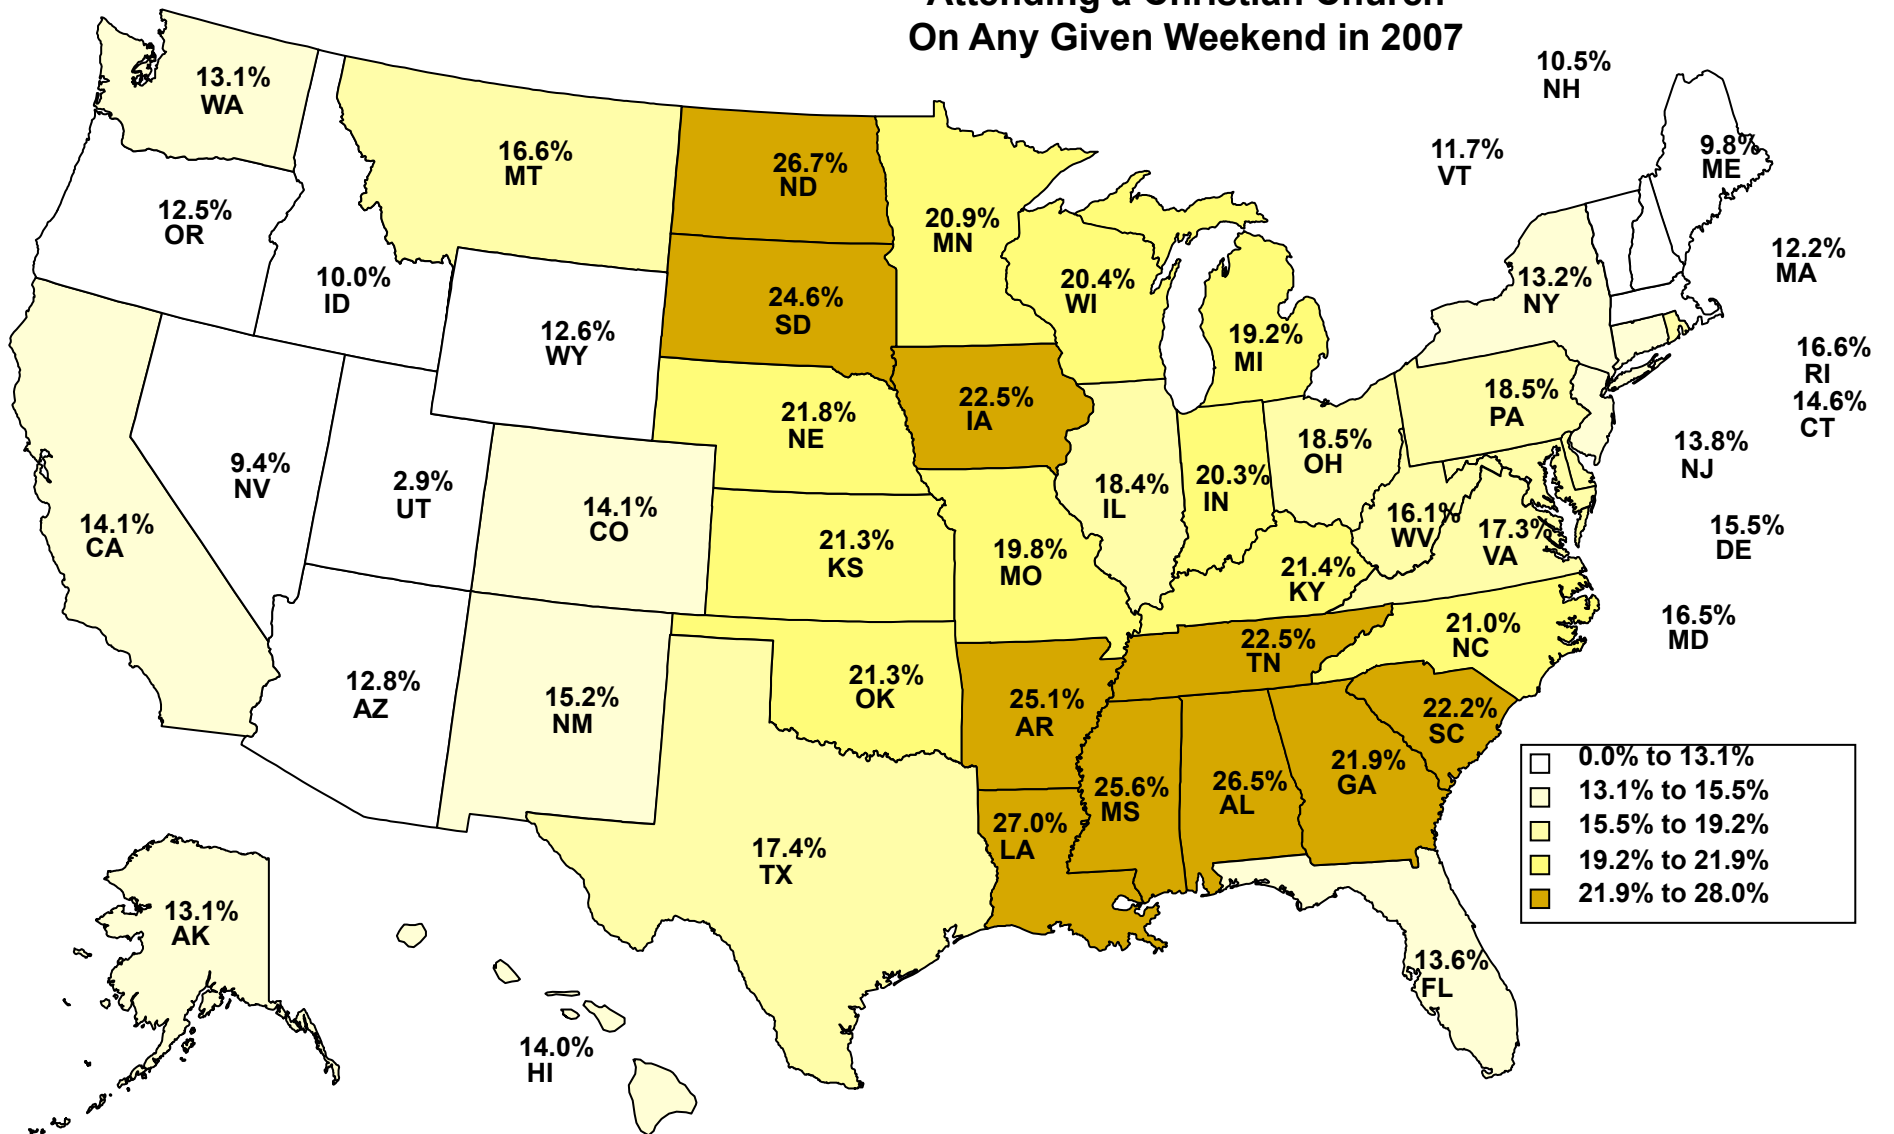 Attending a Christian Church
On Any Given Weekend in 2007
10.5%
NH
13.1%
WA
11.7%
VT
9.8%
ME
16.6%
MT
26.7%
ND
12.5%
OR
20.9%
MN
12.2%
MA
10.0%
ID
20.4%
WI
13.2%
NY
24.6%
SD
12.6%
WY
19.2%
MI
16.6%
RI
14.6%
CT
22.5%
IA
21.8%
NE
18.5%
PA
18.5%
OH
13.8%
NJ
9.4%
NV
2.9%
UT
18.4%
IL
20.3%
IN
14.1%
CA
14.1%
CO
16.1%
WV
17.3%
VA
15.5%
DE
21.3%
KS
19.8%
MO
21.4%
KY
16.5%
MD
22.5%
TN
21.0%
NC
12.8%
AZ
15.2%
NM
21.3%
OK
25.1%
AR
22.2%
SC
25.6%
MS
26.5%
AL
21.9%
GA
27.0%
LA
17.4%
TX
0.0% to 13.1%
13.1% to 15.5%
15.5% to 19.2%
19.2% to 21.9%
21.9% to 28.0%
13.1%
AK
13.6%
FL
14.0%
HI